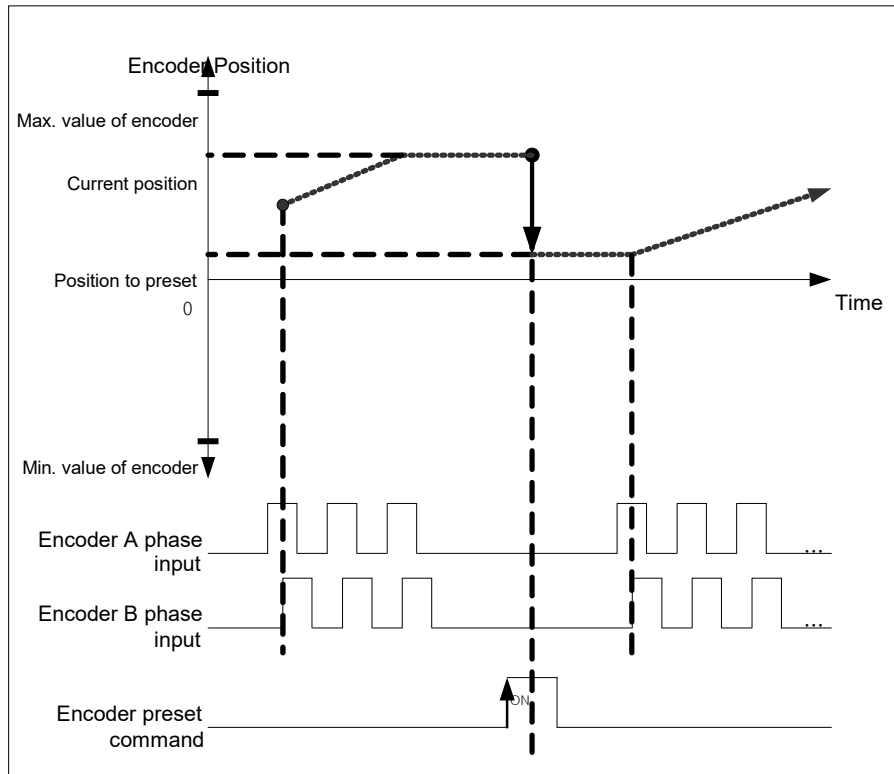 Encoder Position
Max. value of encoder
Current position
Position to preset
0
Time
Min. value of encoder
Encoder A phase
input
...
Encoder B phase
input
...
ON
Encoder preset
command